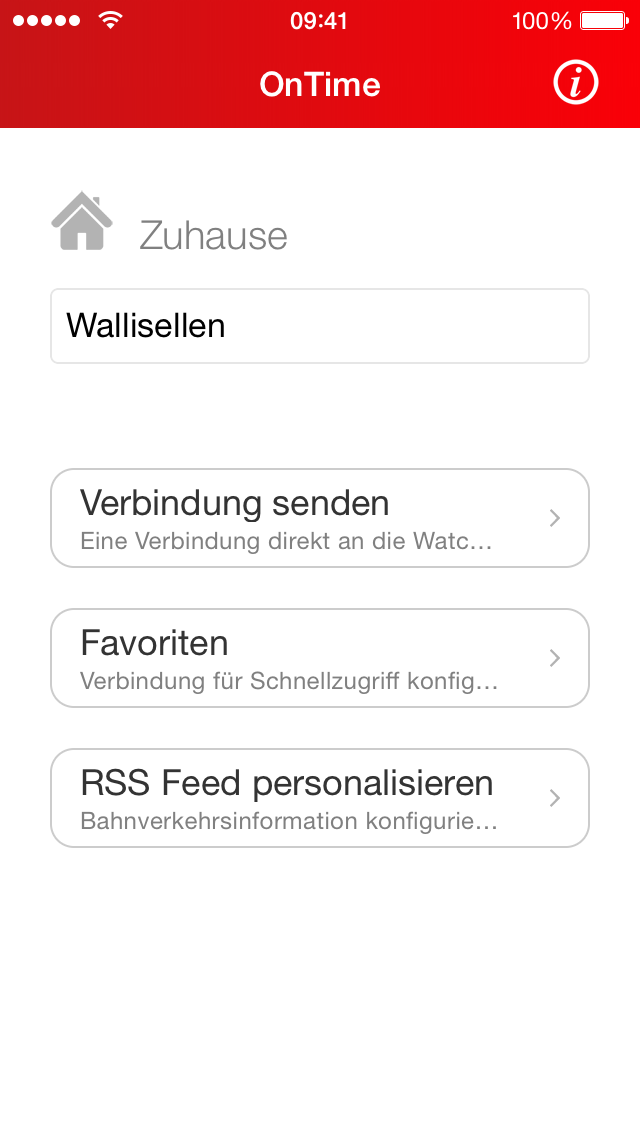 09:41
100%
OnTime
i
Zuhause
Wallisellen
Verbindung senden
Eine Verbindung direkt an die Watc...
Favoriten
Verbindung für Schnellzugriff konfig...
RSS Feed personalisieren
Bahnverkehrsinformation konfigurie...